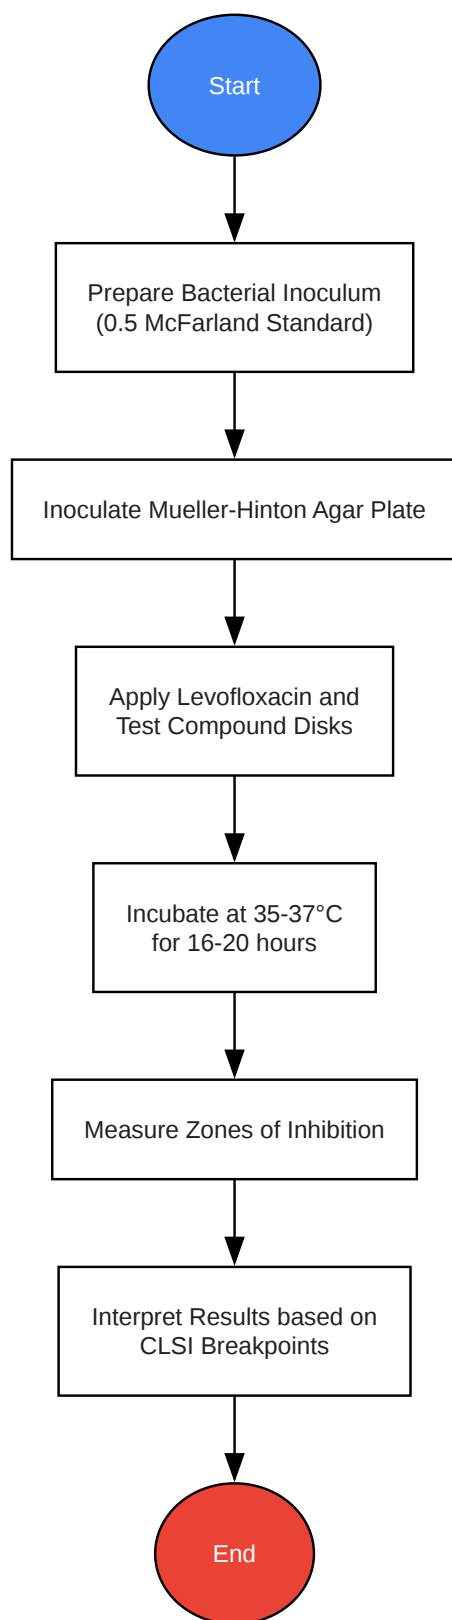 Start
Prepare Bacterial Inoculum
(0.5 McFarland Standard)
Inoculate Mueller-Hinton Agar Plate
Apply Levofloxacin and
Test Compound Disks
Incubate at 35-37°C
for 16-20 hours
Measure Zones of Inhibition
Interpret Results based on
CLSI Breakpoints
End